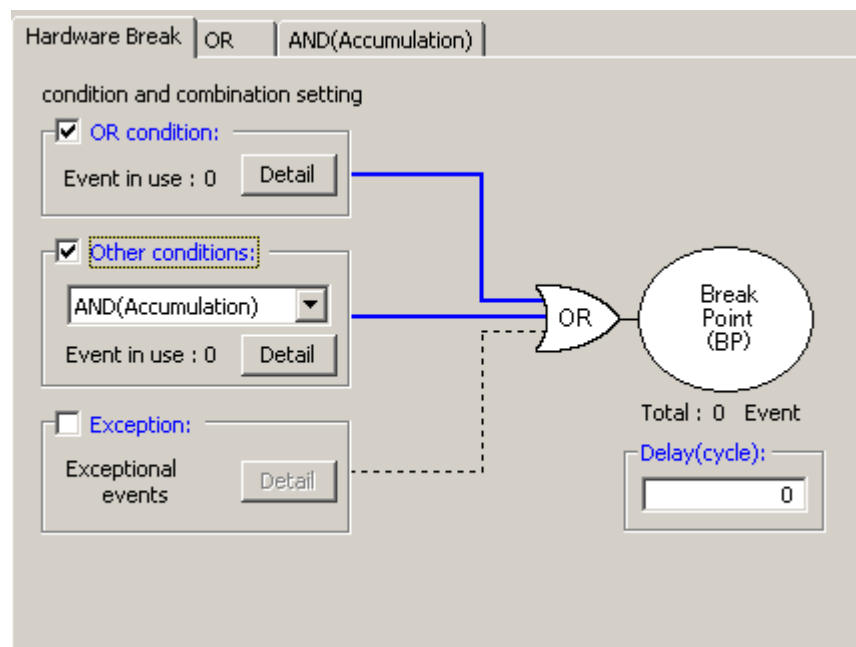 Hardware Break OR AND(Accumulation)
condition and combination setting
OR condition:
Event in use : 0 Detail
Other conditions:
AND(Accumulation)
Event in use : 0 Detail
Exception:
Exceptional
events
Detail
OR
Break
Point
(BP)
Total : 0 Event
Delay(cycle):
0